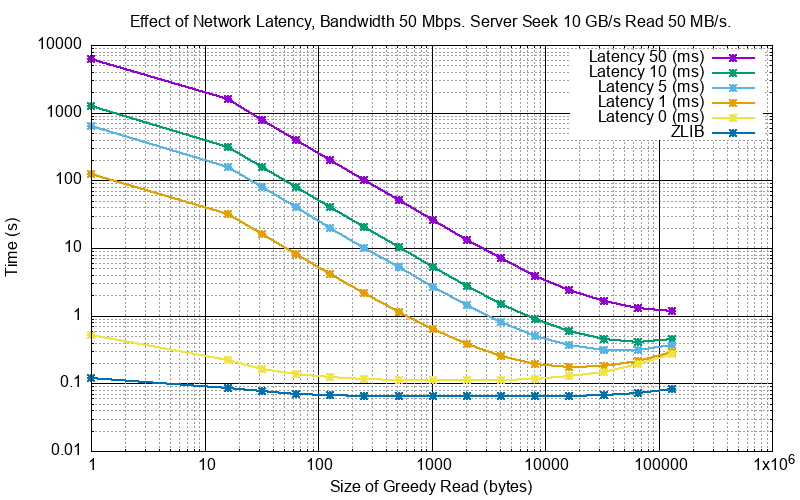 Effect of Network Latency, Bandwidth 50 Mbps. Server Seek 10 GB/s Read 50 MB/s.
10000
1000
100
10
1
0.1
0.01
Time (s)
Latency 50 (ms)
Latency 10 (ms)
Latency 5 (ms)
Latency 1 (ms)
Latency 0 (ms)
ZLIB
1 10 100 1000 10000 100000 1x10⁶
Size of Greedy Read (bytes)